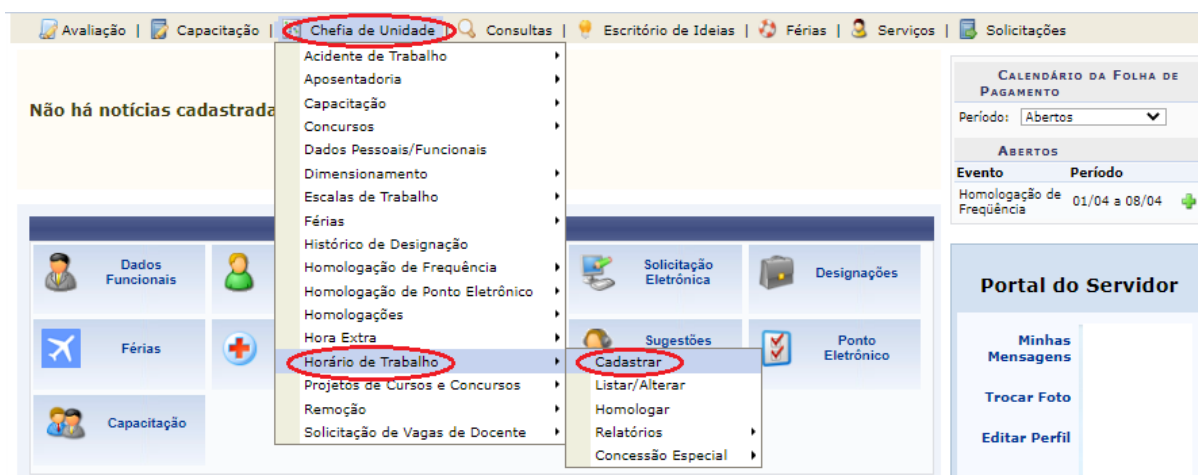 Avaliação | Capacitação | Chefia de Unidade | Consultas | Escritório de Ideias | Férias | Serviços | Solicitações
Não há notícias cadastrada
Acidente de Trabalho
Aposentadoria
Capacitação
Concursos
Dados Pessoais/Funcionais
Dimensionamento
Escalas de Trabalho
Férias
Histórico de Designação
Homologação de Frequência
Homologação de Ponto Eletrônico
Homologações
Hora Extra
Horário de Trabalho
Projetos de Cursos e Concursos
Remoção
Solicitação de Vagas de Docente
Cadastrar
Listar/Alterar
Homologar
Relatórios
Concessão Especial
Dados
Funcionais
Solicitação
Eletrônica
Designações
Férias
Sugestões
Ponto
Eletrônico
Capacitação
Calendário da Folha de
Pagamento
Período: Abertos
Abertos
Evento Período
Homologação de
Freqüência
01/04 a 08/04
Portal do Servidor
Minhas
Mensagens
Trocar Foto
Editar Perfil